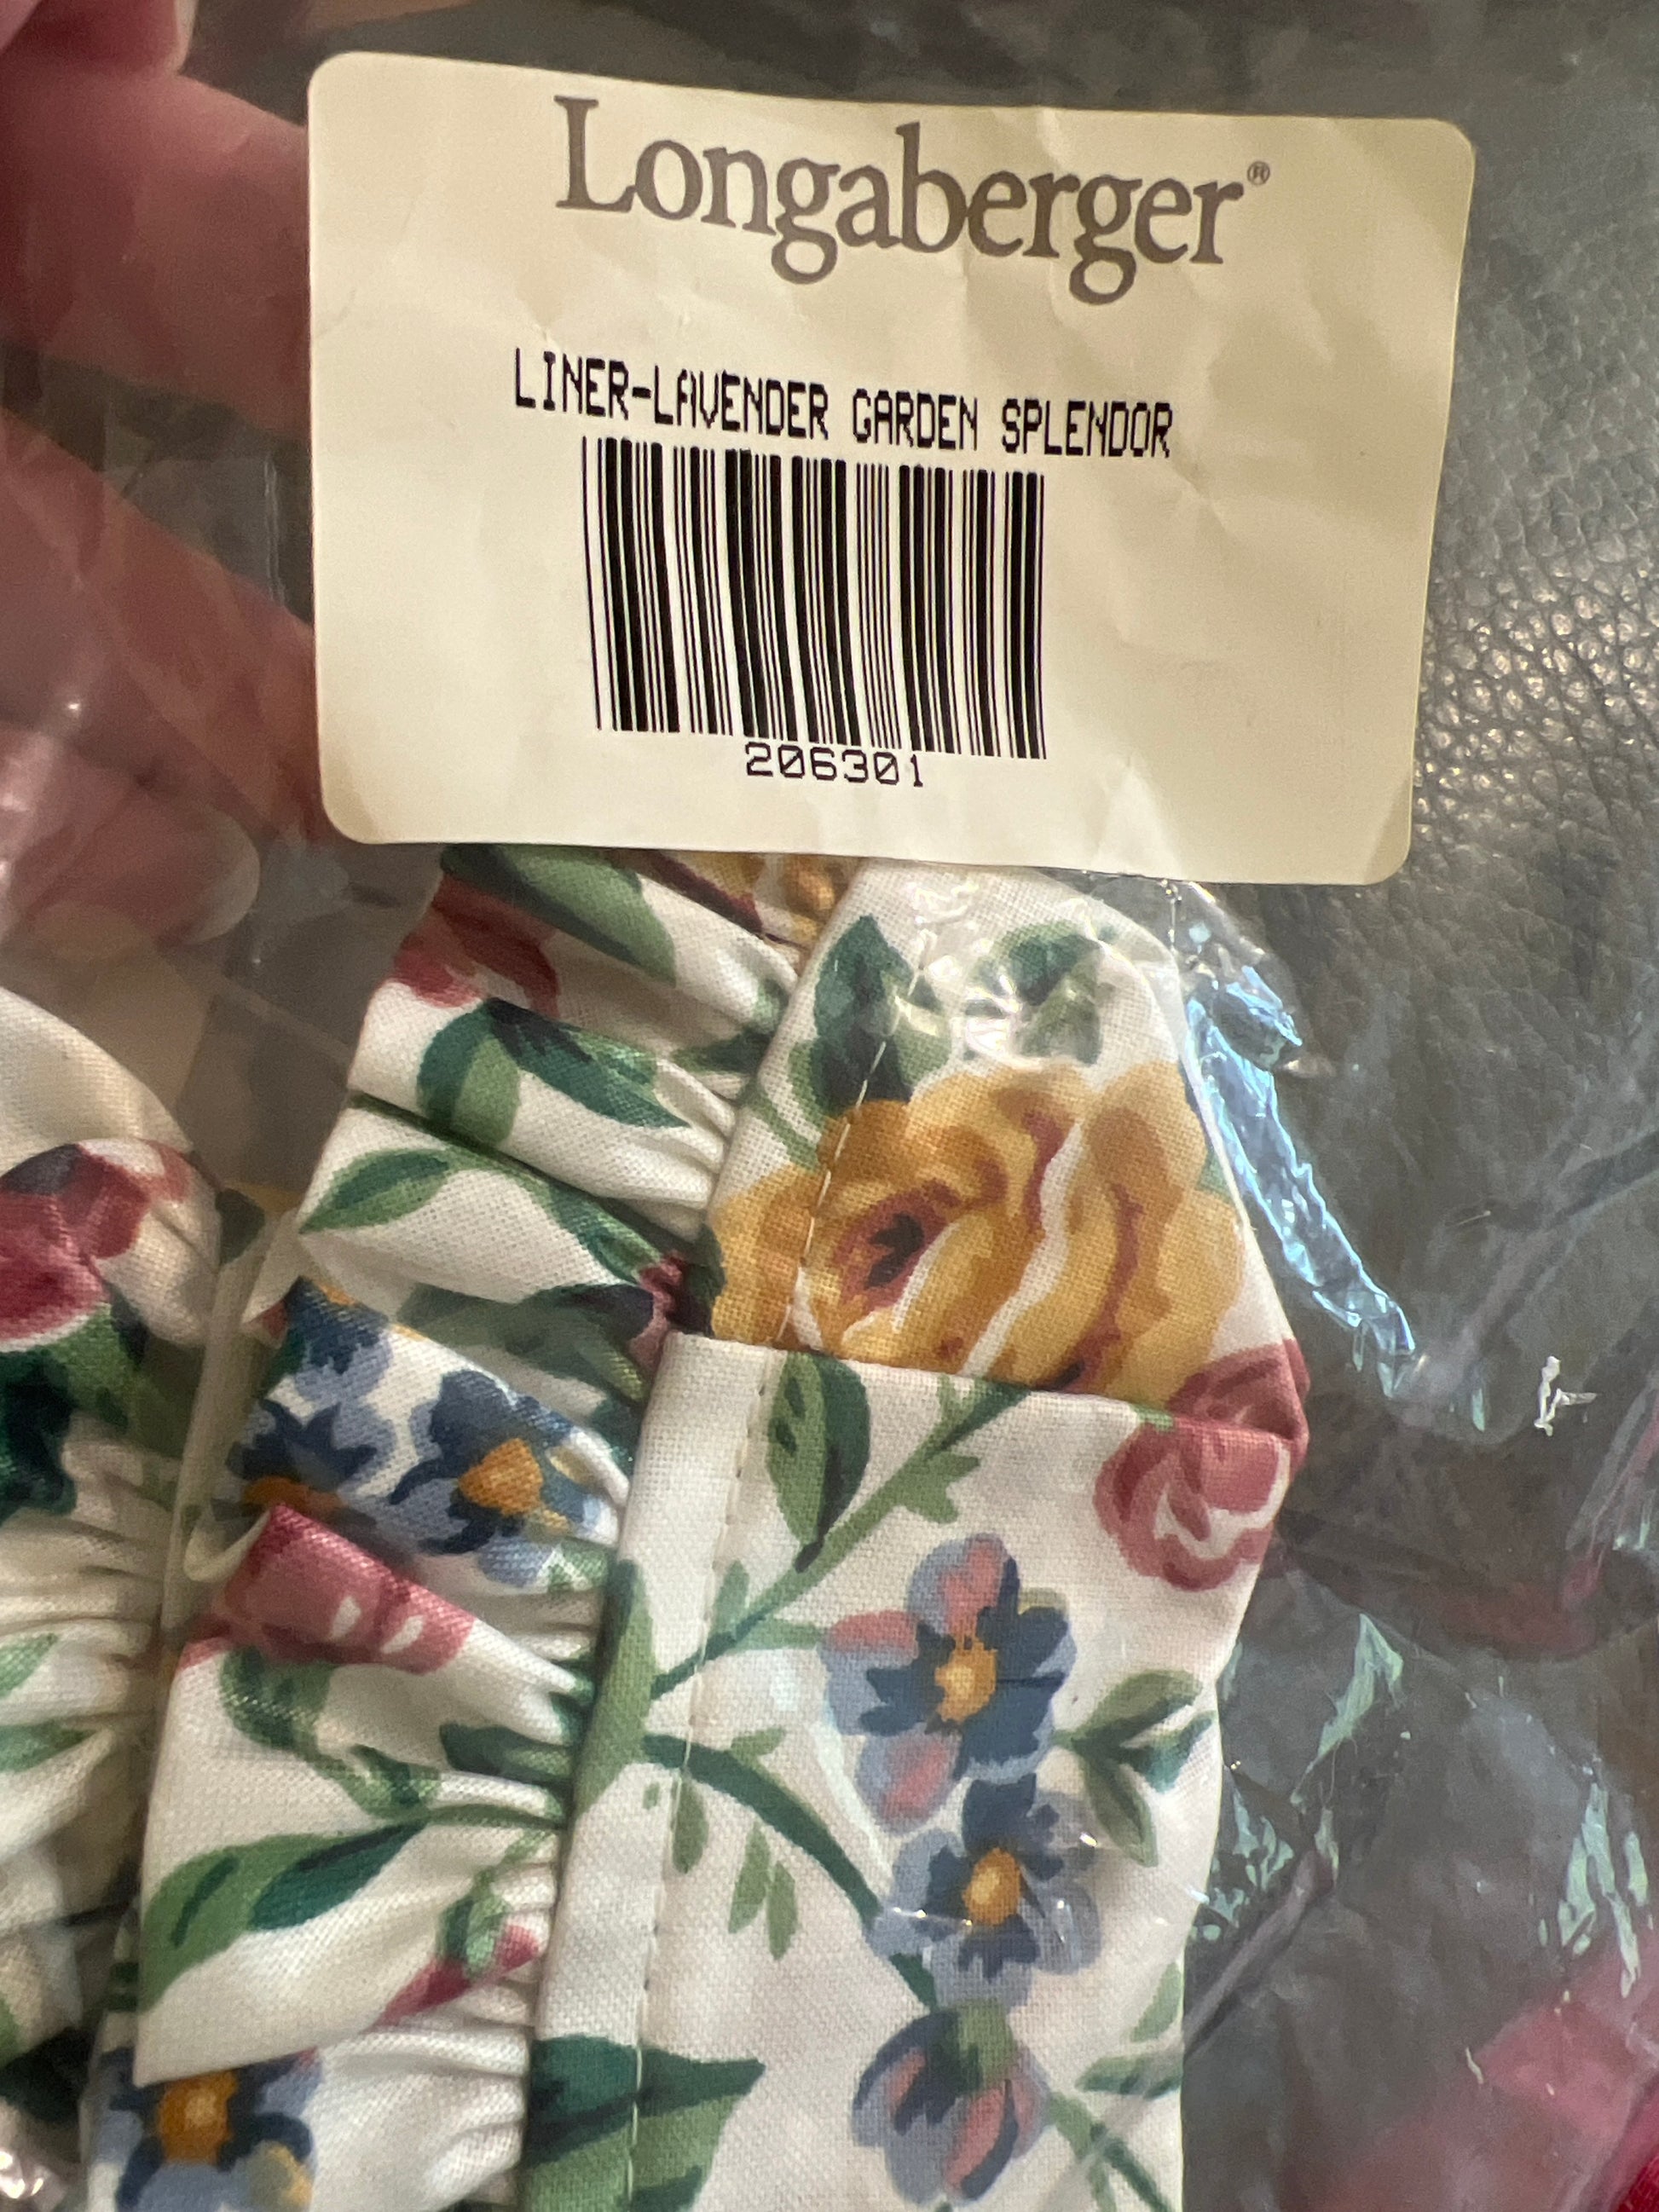 Longaberger®
LINER-LAVENDER GARDEN SPLENDOR
206301